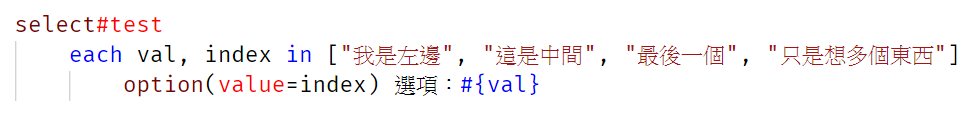 select#test
each val, index in ["我是左邊", "這是中間", "最後一個", "只是想多個東西"]
option(value=index) 選項：#{val}